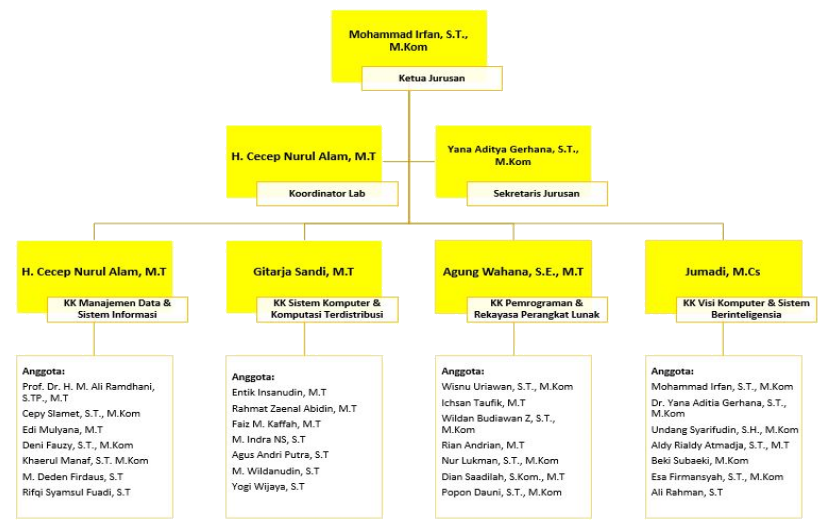 Mohammad Irfan, S.T.,
M.Kom
Ketua Jurusan
H. Cecep Nurul Alam, M.T
Koordinator Lab
Yana Aditya Gerhana, S.T.,
M.Kom
Sekretaris Jurusan
H. Cecep Nurul Alam, M.T
KK Manajemen Data &
Sistem Informasi
Gitarja Sandi, M.T
KK Sistem Komputer &
Komputasi Terdistribusi
Agung Wahana, S.E., M.T
KK Pemrograman &
Rekayasa Perangkat Lunak
Jumadi, M.Cs
KK Visi Komputer & Sistem
Berinteligensia
Anggota:
Prof. Dr. H. M. Ali Ramdhani,
S.TP., M.T
Cepy Slamet, S.T., M.Kom
Edi Mulyana, M.T
Deni Fauzy, S.T., M.Kom
Khaerul Manaf, S.T. M.Kom
M. Deden Firdaus, S.T
Rifqi Syamsul Fuadi, S.T
Anggota:
Entik Insanudin, M.T
Rahmat Zaenal Abidin, M.T
Faiz M. Kaffah, M.T
M. Indra NS, S.T
Agus Andri Putra, S.T
M. Wildanudin, S.T
Yogi Wijaya, S.T
Anggota:
Wisnu Uriawan, S.T., M.Kom
Ichsan Taufik, M.T
Wildan Budiawan Z, S.T.,
M.Kom
Rian Andrian, M.T
Nur Lukman, S.T., M.Kom
Dian Saadilah, S.Kom., M.T
Popon Dauni, S.T., M.Kom
Anggota:
Mohammad Irfan, S.T., M.Kom
Dr. Yana Aditia Gerhana, S.T.,
M.Kom
Undang Syarifudin, S.H., M.Kom
Aldy Rialdy Atmadja, S.T., M.T
Beki Subaeki, M.Kom
Esa Firmansyah, S.T., M.Kom
Ali Rahman, S.T